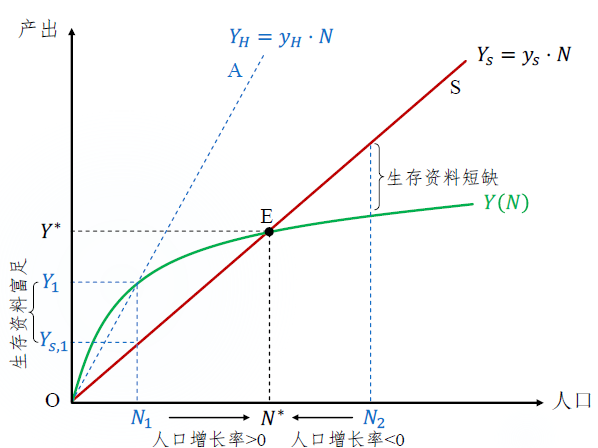 产出
Y_H = y_H · N
A
Y_s = y_s · N
S
生存资料短缺
Y(N)
E
Y*
生存资料富足
Y_1
Y_{s,1}
O
人口
N_1
N*
N_2
人口增长率>0
人口增长率<0